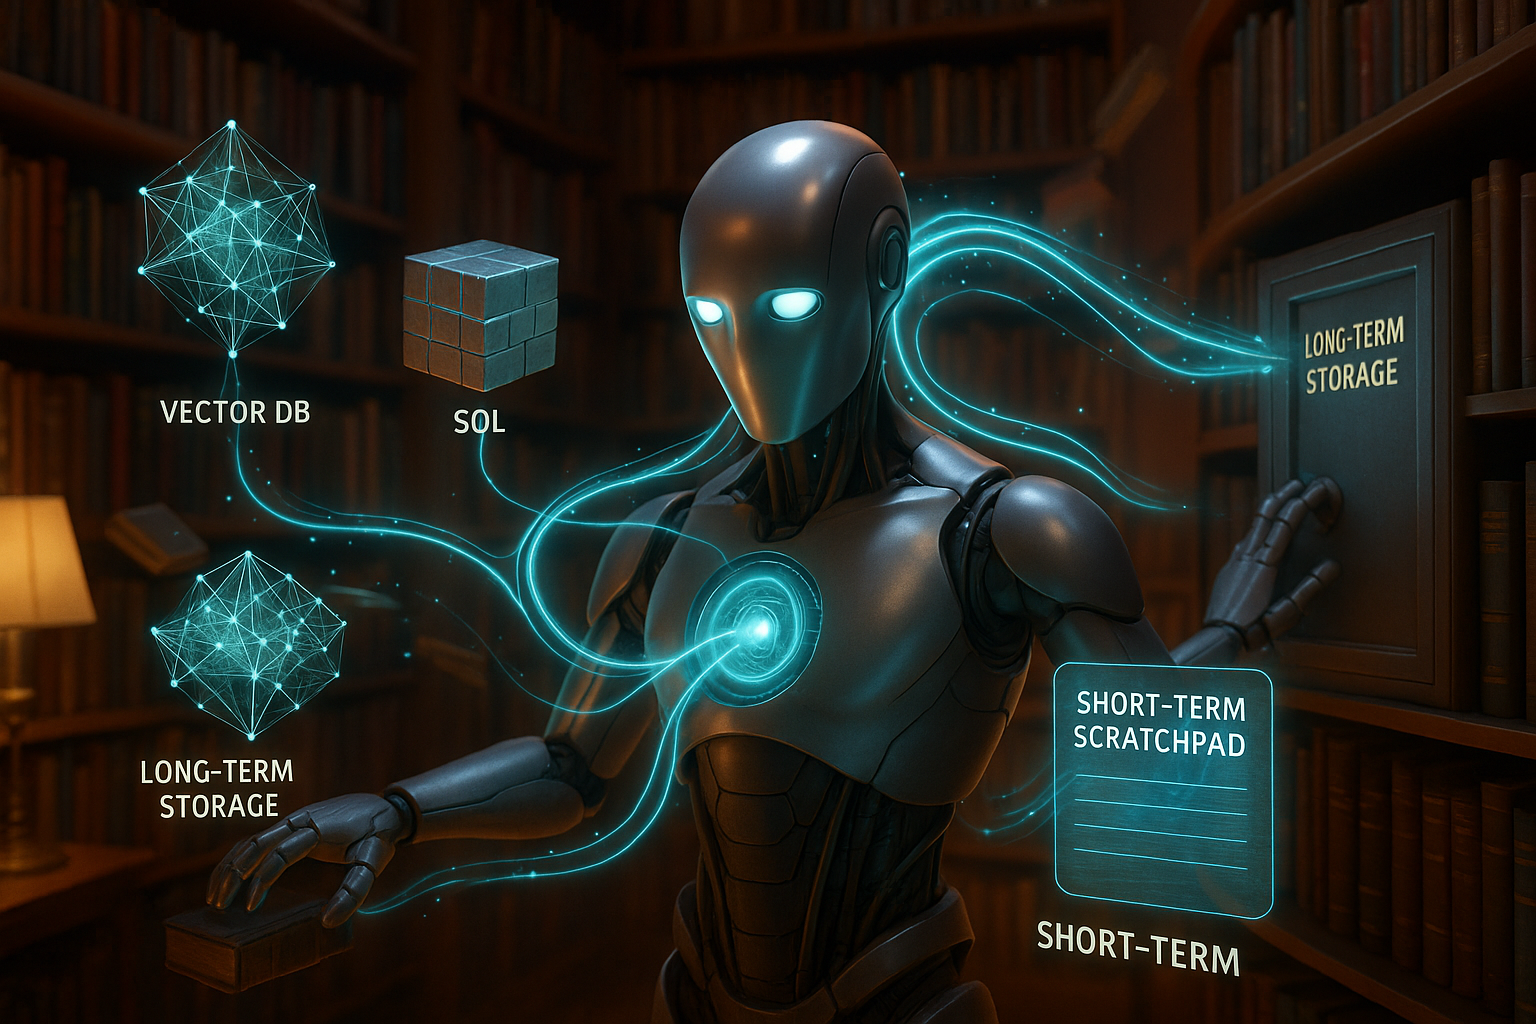 VECTOR DB
SOL
LONG-TERM
STORAGE
LONG-TERM
STORAGE
SHORT-TERM
SCRATCHPAD
SHORT-TERM